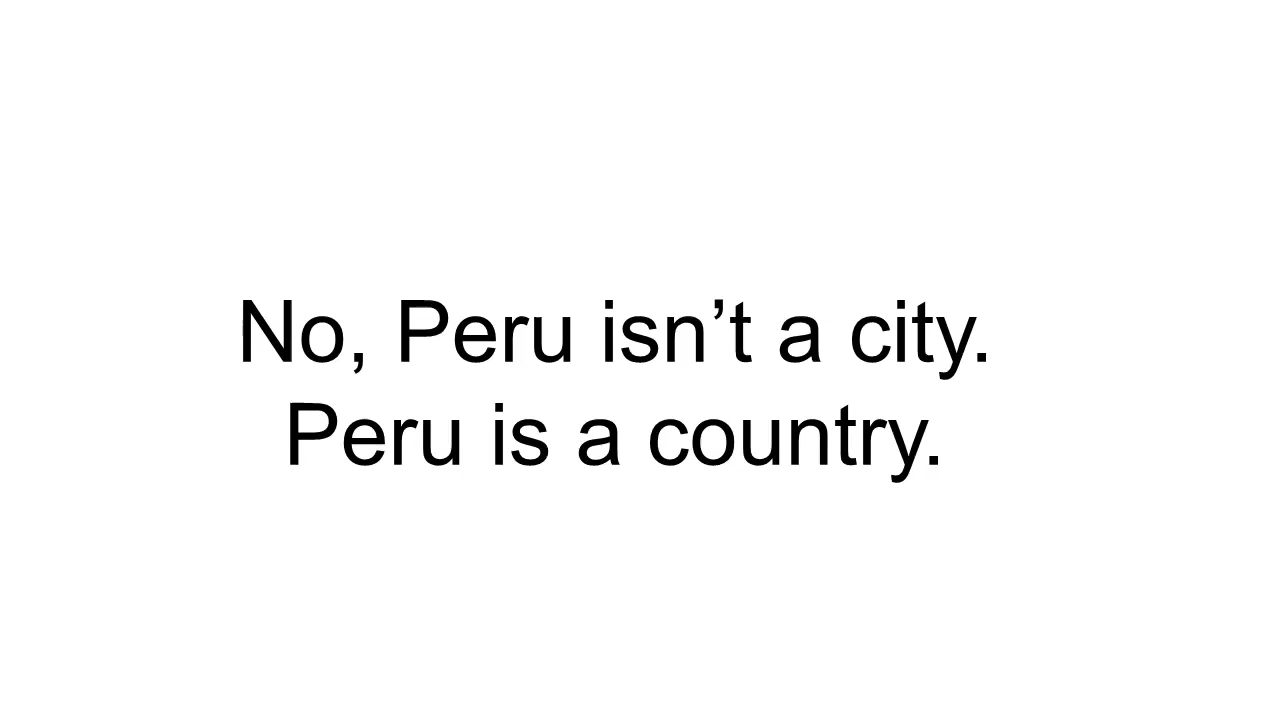 No, Peru isn’t a city.
Peru is a country.